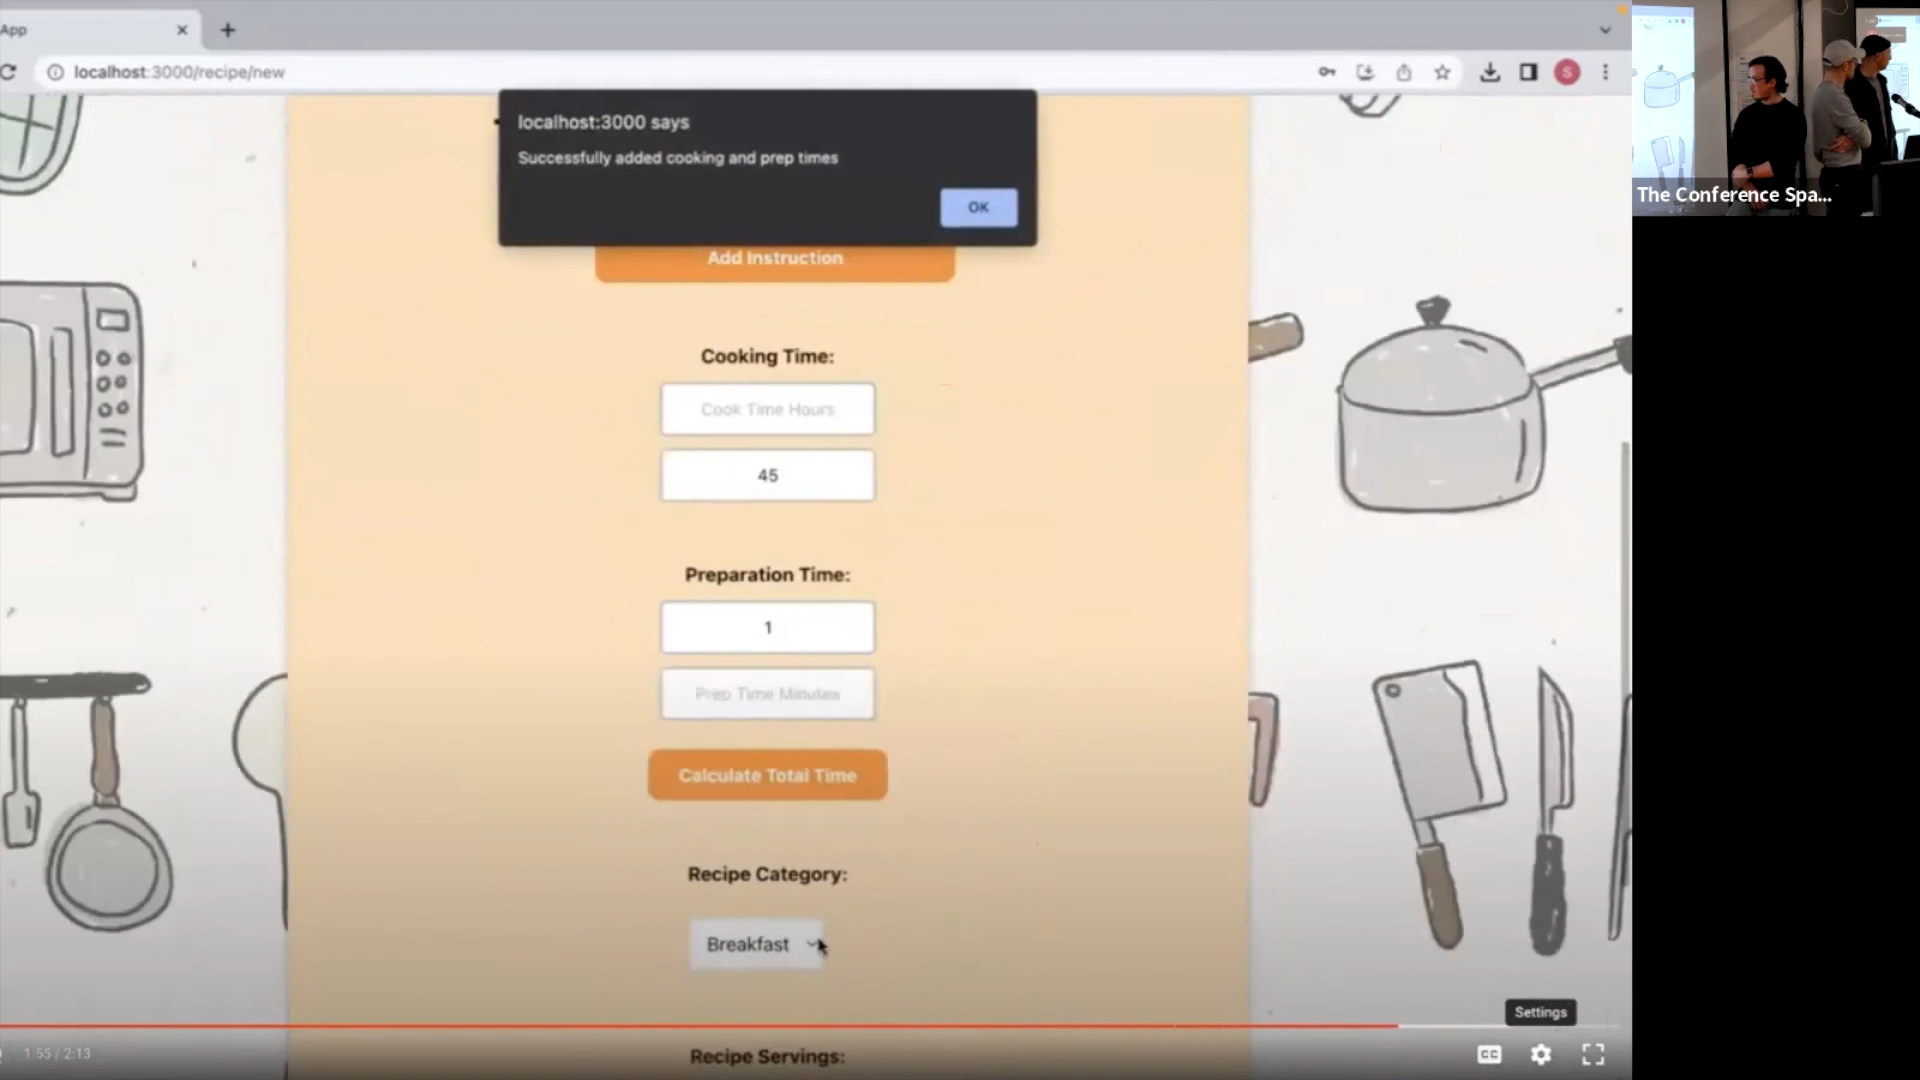 App
localhost:3000/recipe/new
S
localhost:3000 says
Successfully added cooking and prep times
OK
Add Instruction
Cooking Time:
Cook Time Hours
45
Preparation Time:
1
Prep Time Minutes
Calculate Total Time
Recipe Category:
Breakfast
Recipe Servings:
Settings
1:55 / 2:13
CC
The Conference Spa...